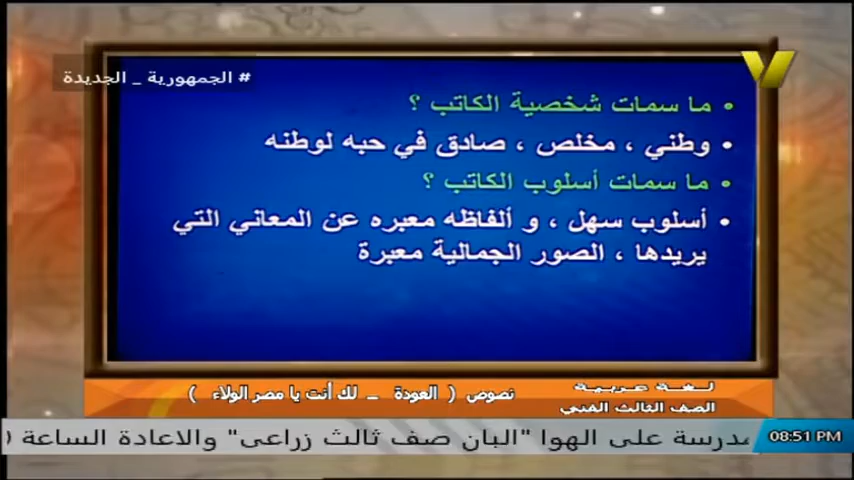 # الجمهورية _ الجديدة
• ما سمات شخصية الكاتب ؟
• وطني ، مخلص ، صادق في حبه لوطنه
• ما سمات أسلوب الكاتب ؟
• أسلوب سهل ، و ألفاظه معبره عن المعاني التي
يريدها ، الصور الجمالية معبرة
لغة عربية
الصف الثالث الفني
نصوص ( العودة _ لك أنت يا مصر الولاء )
مدرسة على الهوا "البان صف ثالث زراعى" والاعادة الساعة (
08:51 PM